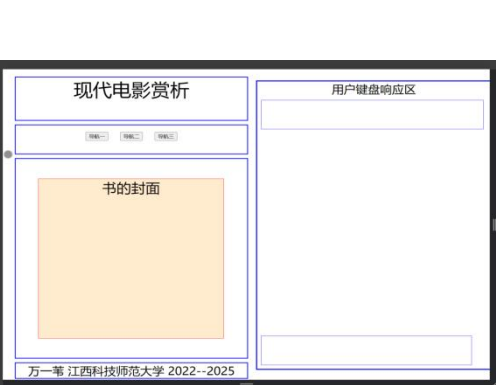 现代电影赏析
导航一 导航二 导航三
书的封面
万一苇 江西科技师范大学 2022--2025
用户键盘响应区